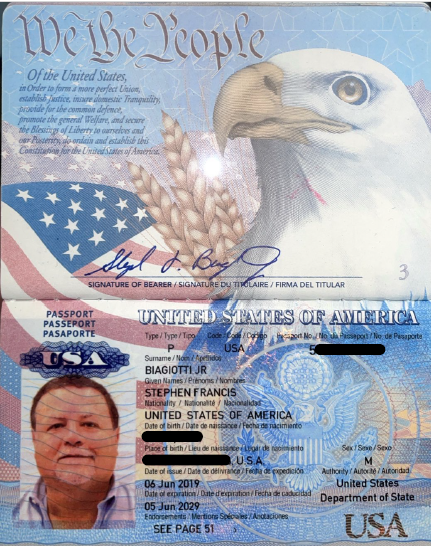 We the People
Of the United States,
in Order to form a more perfect Union,
establish Justice, insure domestic Tranquility,
provide for the common defence,
promote the general Welfare, and secure
the Blessings of Liberty to ourselves and
our Posterity, do ordain and establish this
Constitution for the United States of America.
SIGNATURE OF BEARER / SIGNATURE DU TITULAIRE / FIRMA DEL TITULAR
3
PASSPORT
PASSEPORT
PASAPORTE
USA
UNITED STATES OF AMERICA
Type / Type / Tipo Code / Code / Código Passport No. / No. de Passeport / No. de Pasaporte
P USA 5
Surname / Nom / Apellidos
BIAGIOTTI JR
Given Names / Prénoms / Nombres
STEPHEN FRANCIS
Nationality / Nationalité / Nacionalidad
UNITED STATES OF AMERICA
Date of birth / Date de naissance / Fecha de nacimiento
Place of birth / Lieu de naissance / Lugar de nacimiento Sex / Sexe / Sexo
U.S.A. M
Date of issue / Date de délivrance / Fecha de expedición Authority / Autorité / Autoridad
06 Jun 2019 United States
Date of expiration / Date d'expiration / Fecha de caducidad Department of State
05 Jun 2029
Endorsements / Mentions Spéciales / Anotaciones
SEE PAGE 51
USA